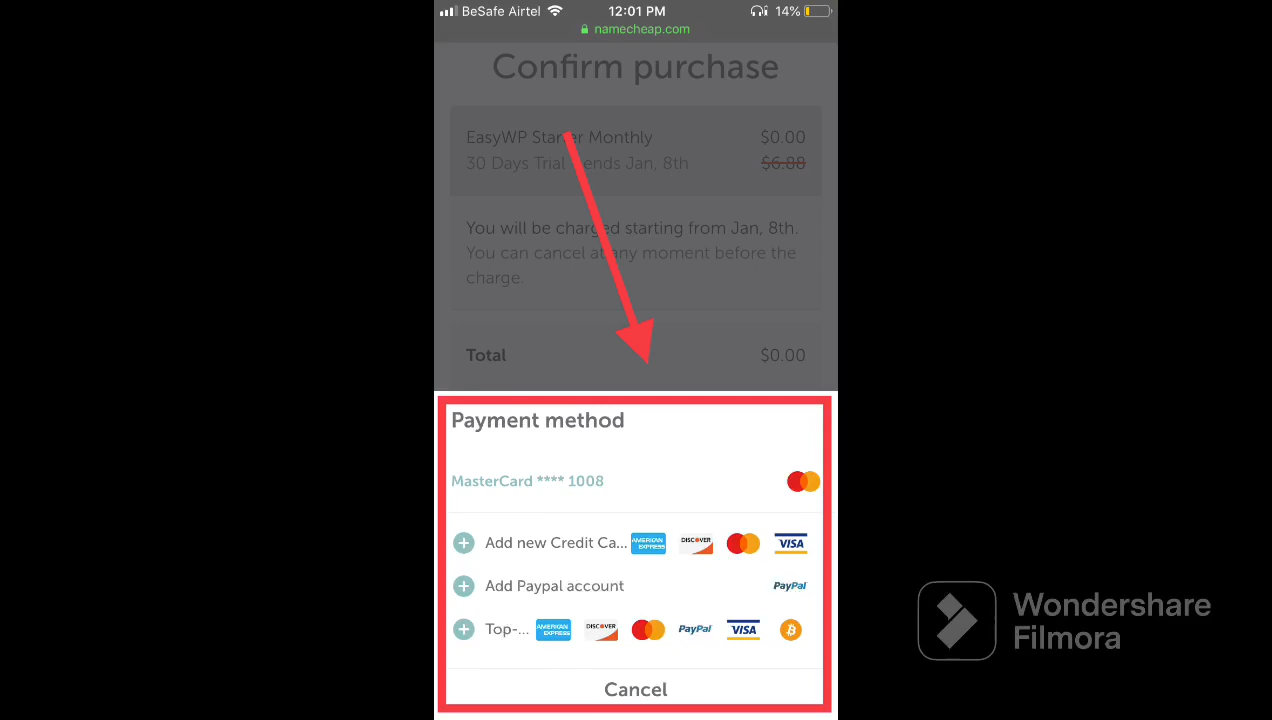 BeSafe Airtel 12:01 PM 14%
namecheap.com
Confirm purchase
EasyWP Starter Monthly $0.00
30 Days Trial ends Jan, 8th $6.88
You will be charged starting from Jan, 8th.
You can cancel at any moment before the
charge.
Total $0.00
Payment method
MasterCard **** 1008
Add new Credit Ca... AMERICAN EXPRESS DISCOVER VISA
Add Paypal account PayPal
Top-... AMERICAN EXPRESS DISCOVER PayPal VISA
Cancel
Wondershare
Filmora